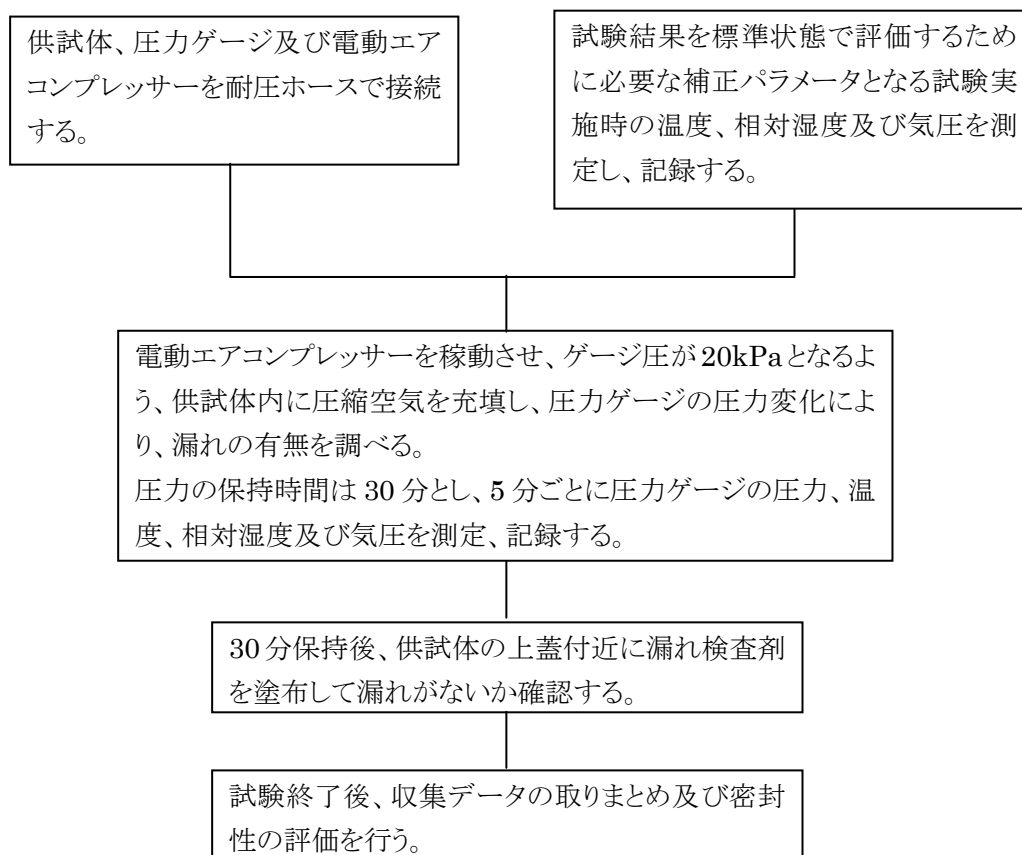 供試体、圧力ゲージ及び電動エア
コンプレッサーを耐圧ホースで接続
する。
試験結果を標準状態で評価するため
に必要な補正パラメータとなる試験実
施時の温度、相対湿度及び気圧を測
定し、記録する。
電動エアコンプレッサーを稼動させ、ゲージ圧が 20kPa となるよ
う、供試体内に圧縮空気を充填し、圧力ゲージの圧力変化によ
り、漏れの有無を調べる。
圧力の保持時間は 30 分とし、5 分ごとに圧力ゲージの圧力、温
度、相対湿度及び気圧を測定、記録する。
30 分保持後、供試体の上蓋付近に漏れ検査剤
を塗布して漏れがないか確認する。
試験終了後、収集データの取りまとめ及び密封
性の評価を行う。